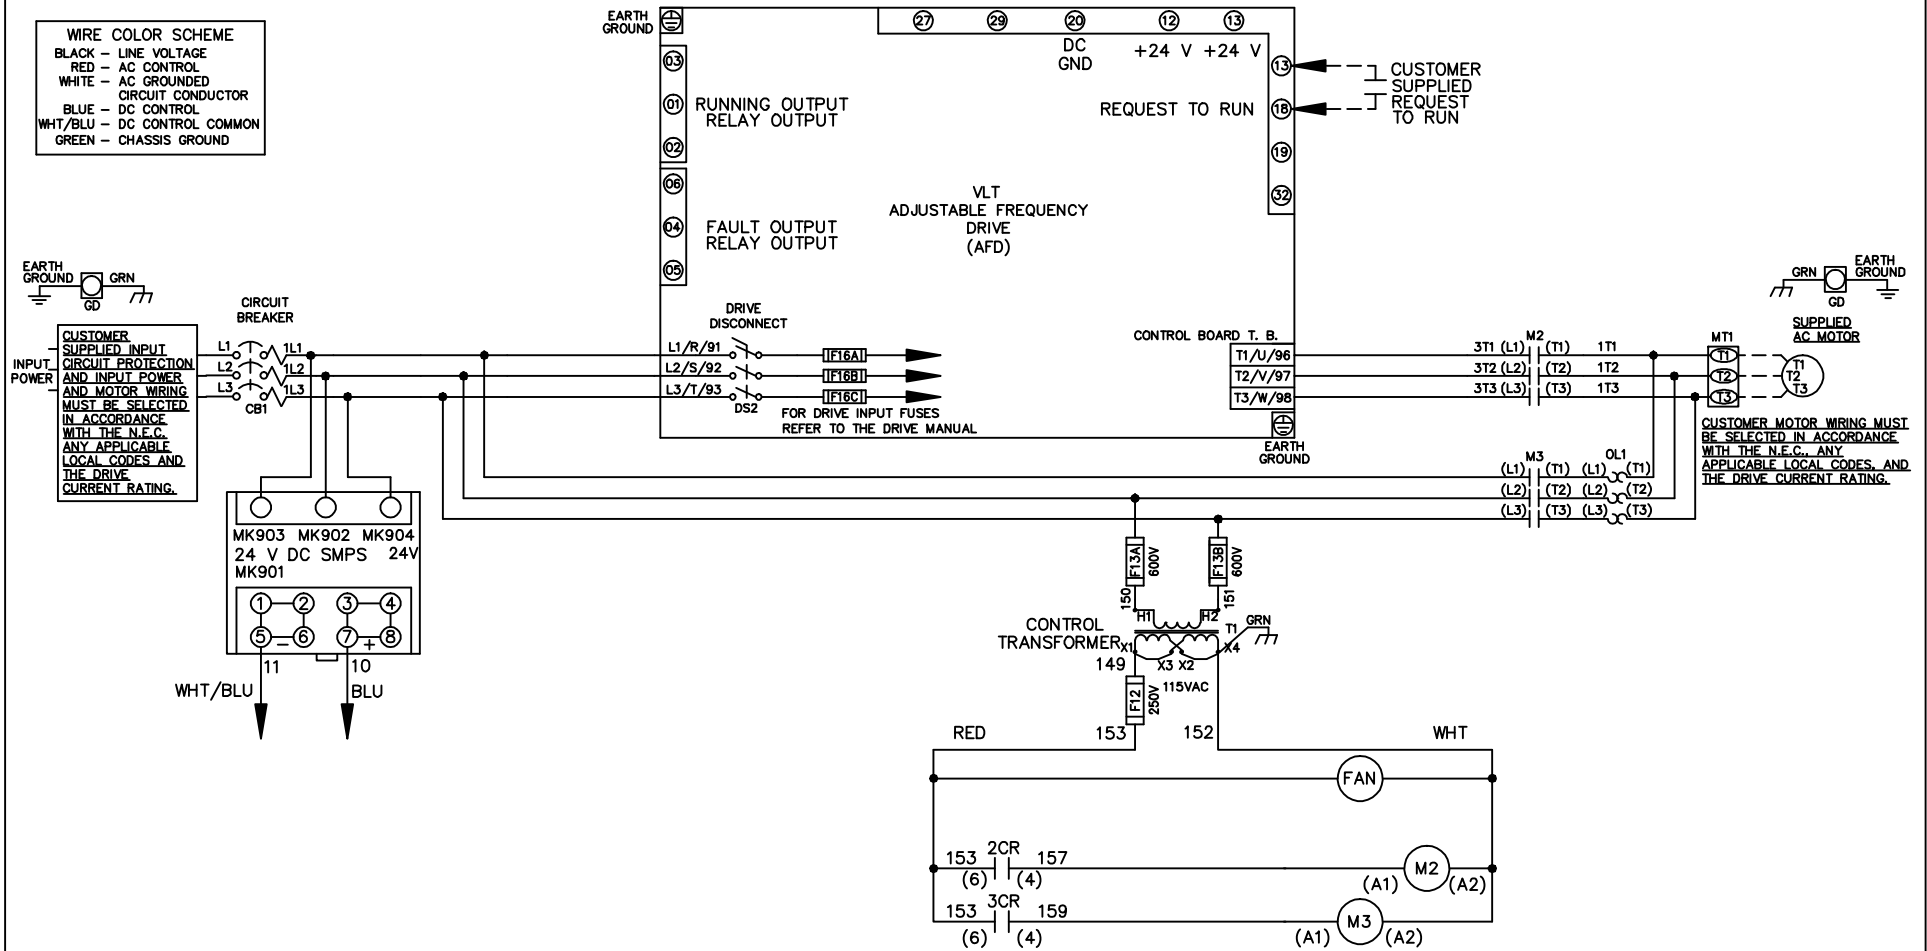 WIRE COLOR SCHEME
BLACK – LINE VOLTAGE
RED – AC CONTROL
WHITE – AC GROUNDED
CIRCUIT CONDUCTOR
BLUE – DC CONTROL
WHT/BLU – DC CONTROL COMMON
GREEN – CHASSIS GROUND
EARTH
GROUND
27
29
20
12
13
DC
GND
+24 V
+24 V
03
01
02
RUNNING OUTPUT
RELAY OUTPUT
06
04
05
FAULT OUTPUT
RELAY OUTPUT
13
18
19
32
REQUEST TO RUN
CUSTOMER
SUPPLIED
REQUEST
TO RUN
VLT
ADJUSTABLE FREQUENCY
DRIVE
(AFD)
EARTH
GROUND
GRN
GD
CIRCUIT
BREAKER
INPUT
POWER
CUSTOMER
SUPPLIED INPUT
CIRCUIT PROTECTION
AND INPUT POWER
AND MOTOR WIRING
MUST BE SELECTED
IN ACCORDANCE
WITH THE N.E.C.
ANY APPLICABLE
LOCAL CODES AND
THE DRIVE
CURRENT RATING.
L1
L2
L3
1L1
1L2
1L3
CB1
DRIVE
DISCONNECT
L1/R/91
L2/S/92
L3/T/93
DS2
F16A
F16B
F16C
FOR DRIVE INPUT FUSES
REFER TO THE DRIVE MANUAL
CONTROL BOARD T. B.
T1/U/96
T2/V/97
T3/W/98
EARTH
GROUND
M2
3T1 (L1) (T1) 1T1
3T2 (L2) (T2) 1T2
3T3 (L3) (T3) 1T3
MT1
T1
T2
T3
GRN
GD
EARTH
GROUND
SUPPLIED
AC MOTOR
T1
T2
T3
CUSTOMER MOTOR WIRING MUST
BE SELECTED IN ACCORDANCE
WITH THE N.E.C., ANY
APPLICABLE LOCAL CODES, AND
THE DRIVE CURRENT RATING.
M3
OL1
(L1) (T1) (L1) (T1)
(L2) (T2) (L2) (T2)
(L3) (T3) (L3) (T3)
MK903 MK902 MK904
24 V DC SMPS 24V
MK901
1 2 3 4
5 – 6 7 + 8
11
10
WHT/BLU
BLU
F13A
600V
F13B
600V
150
151
H1
H2
CONTROL
TRANSFORMER
T1
GRN
X1
X3 X2
X4
149
115VAC
F12
250V
153
152
RED
WHT
FAN
153 2CR 157
(6) (4)
M2
(A1) (A2)
153 3CR 159
(6) (4)
M3
(A1) (A2)